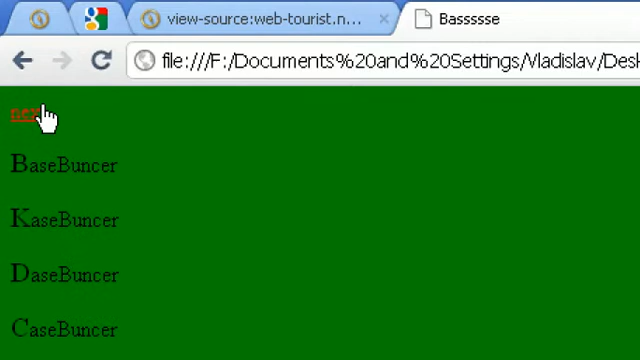 view-source:web-tourist.n... Basssse
file:///F:/Documents%20and%20Settings/Vladislav/Desk
BaseBuncer
KaseBuncer
DaseBuncer
CaseBuncer